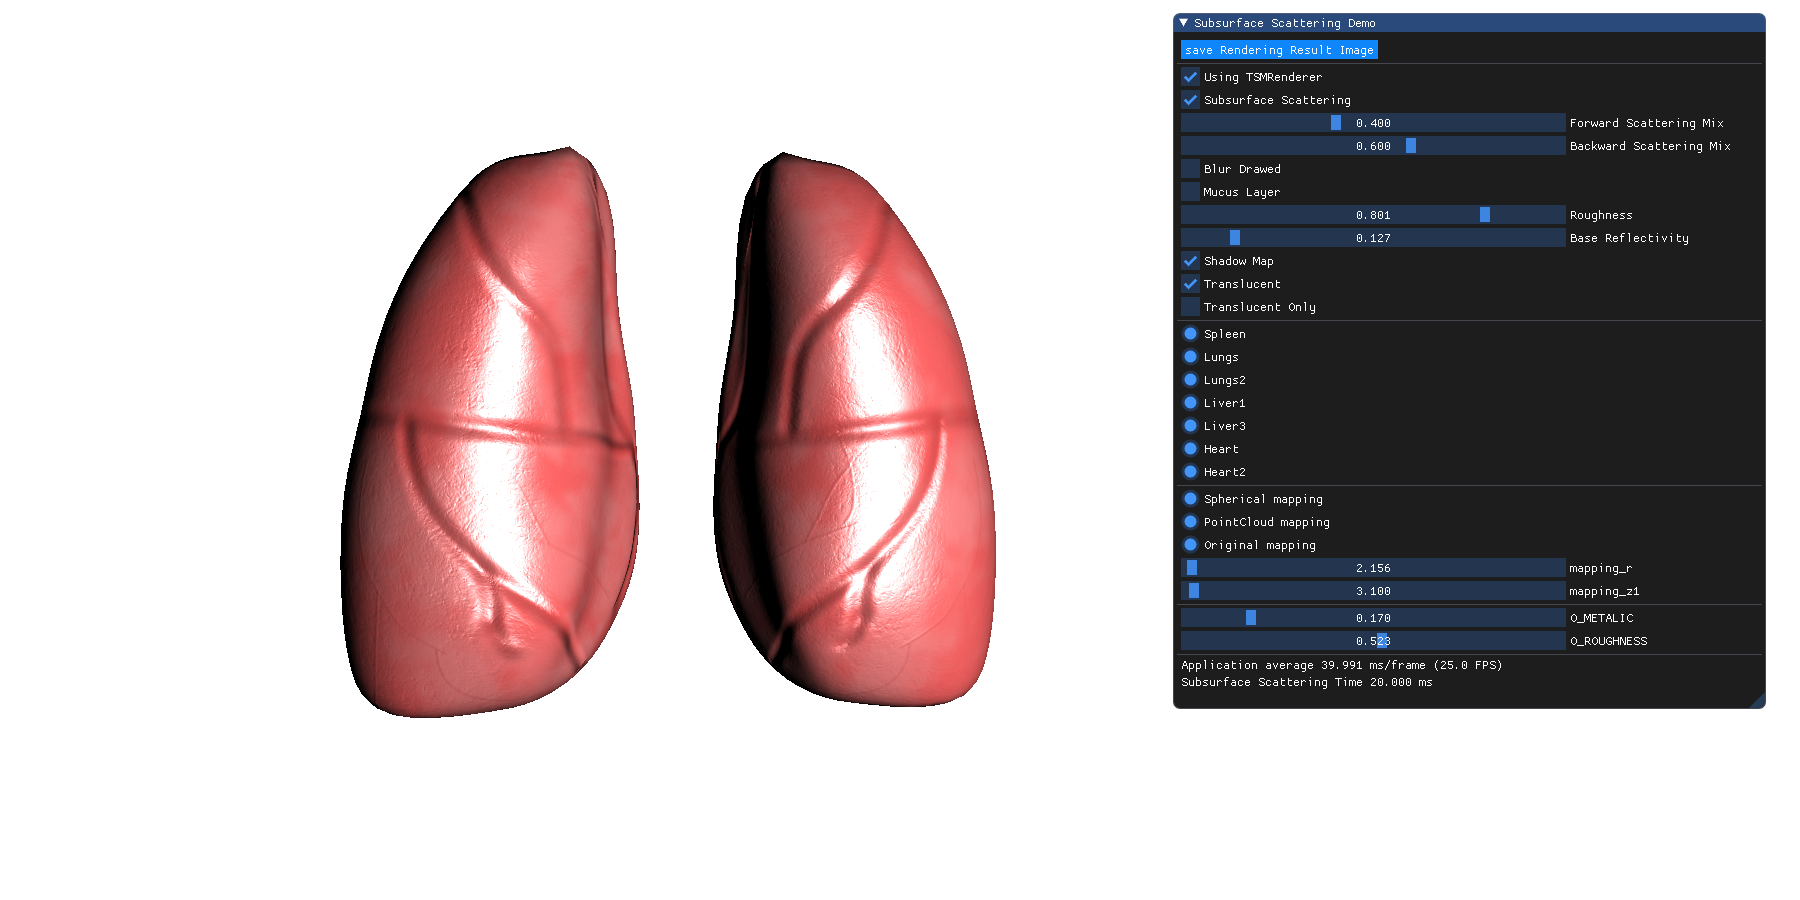 Subsurface Scattering Demo
save Rendering Result Image
Using TSMRenderer
Subsurface Scattering
0.400 Forward Scattering Mix
0.600 Backward Scattering Mix
Blur Drawed
Mucus Layer
0.801 Roughness
0.127 Base Reflectivity
Shadow Map
Translucent
Translucent Only
Spleen
Lungs
Lungs2
Liver1
Liver3
Heart
Heart2
Spherical mapping
PointCloud mapping
Original mapping
2.156 mapping_r
3.100 mapping_z1
0.170 O_METALIC
0.523 O_ROUGHNESS
Application average 39.991 ms/frame (25.0 FPS)
Subsurface Scattering Time 20.000 ms